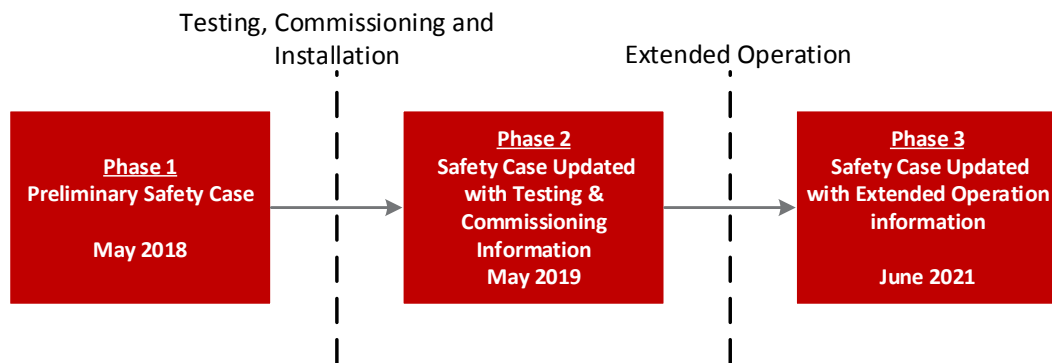 Testing, Commissioning and
Installation
Extended Operation
Phase 1
Preliminary Safety Case
May 2018
Phase 2
Safety Case Updated
with Testing &
Commissioning
Information
May 2019
Phase 3
Safety Case Updated
with Extended Operation
information
June 2021